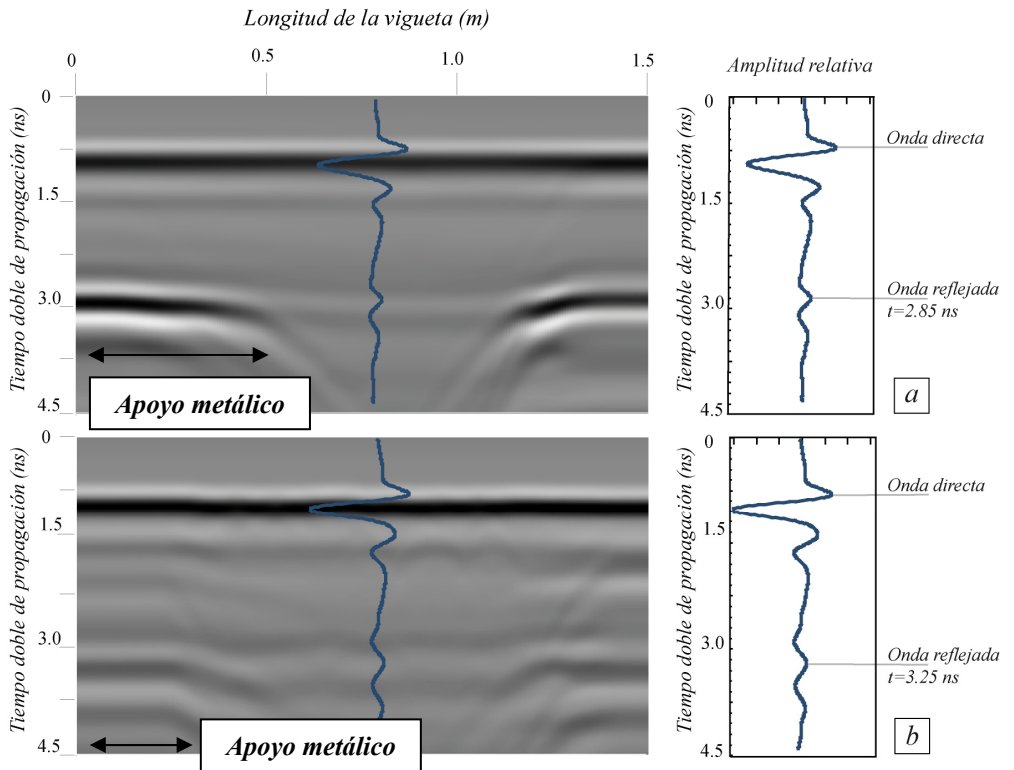 Longitud de la vigueta (m)
0 0.5 1.0 1.5
Tiempo doble de propagación (ns)
0
1.5
3.0
4.5
Apoyo metálico
Amplitud relativa
Tiempo doble de propagación (ns)
0
1.5
3.0
4.5
Onda directa
Onda reflejada
t=2.85 ns
a
Tiempo doble de propagación (ns)
0
1.5
3.0
4.5
Apoyo metálico
Tiempo doble de propagación (ns)
0
1.5
3.0
4.5
Onda directa
Onda reflejada
t=3.25 ns
b